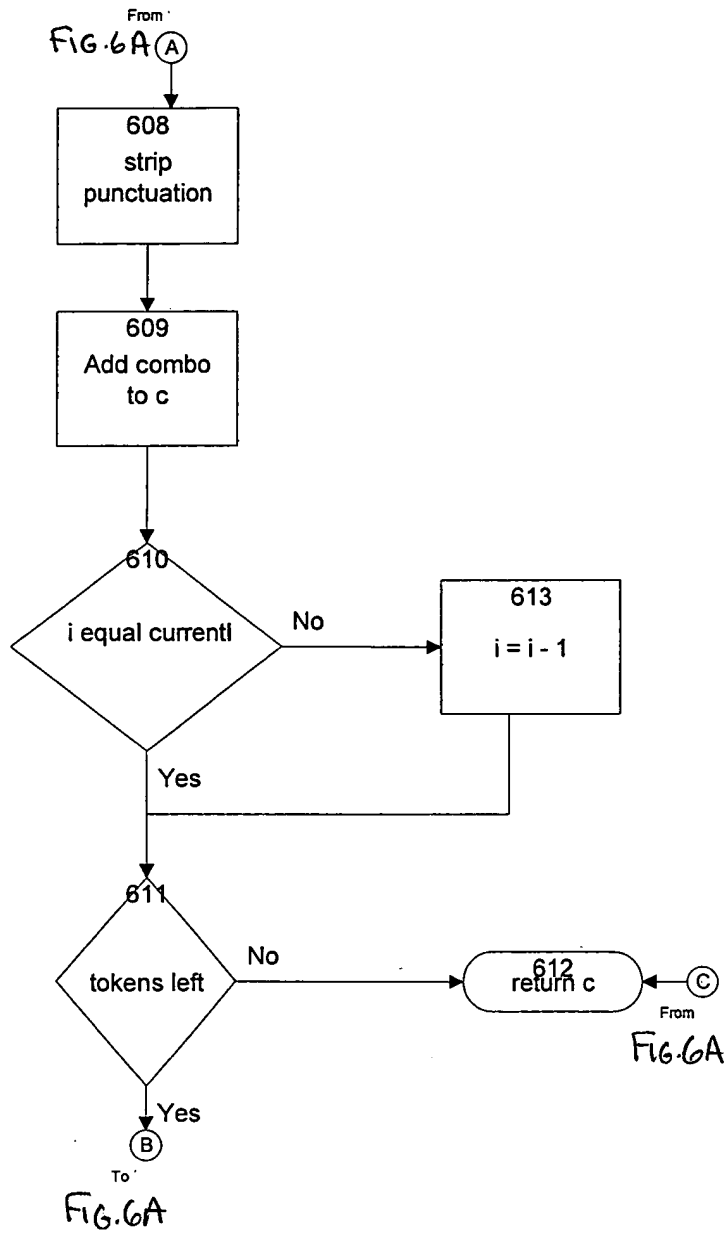 From
FIG.6A A
608
strip
punctuation
609
Add combo
to c
610
i equal currentI
No
613
i = i - 1
Yes
611
tokens left
No
612
return c
C
From
FIG.6A
Yes
B
To
FIG.6A